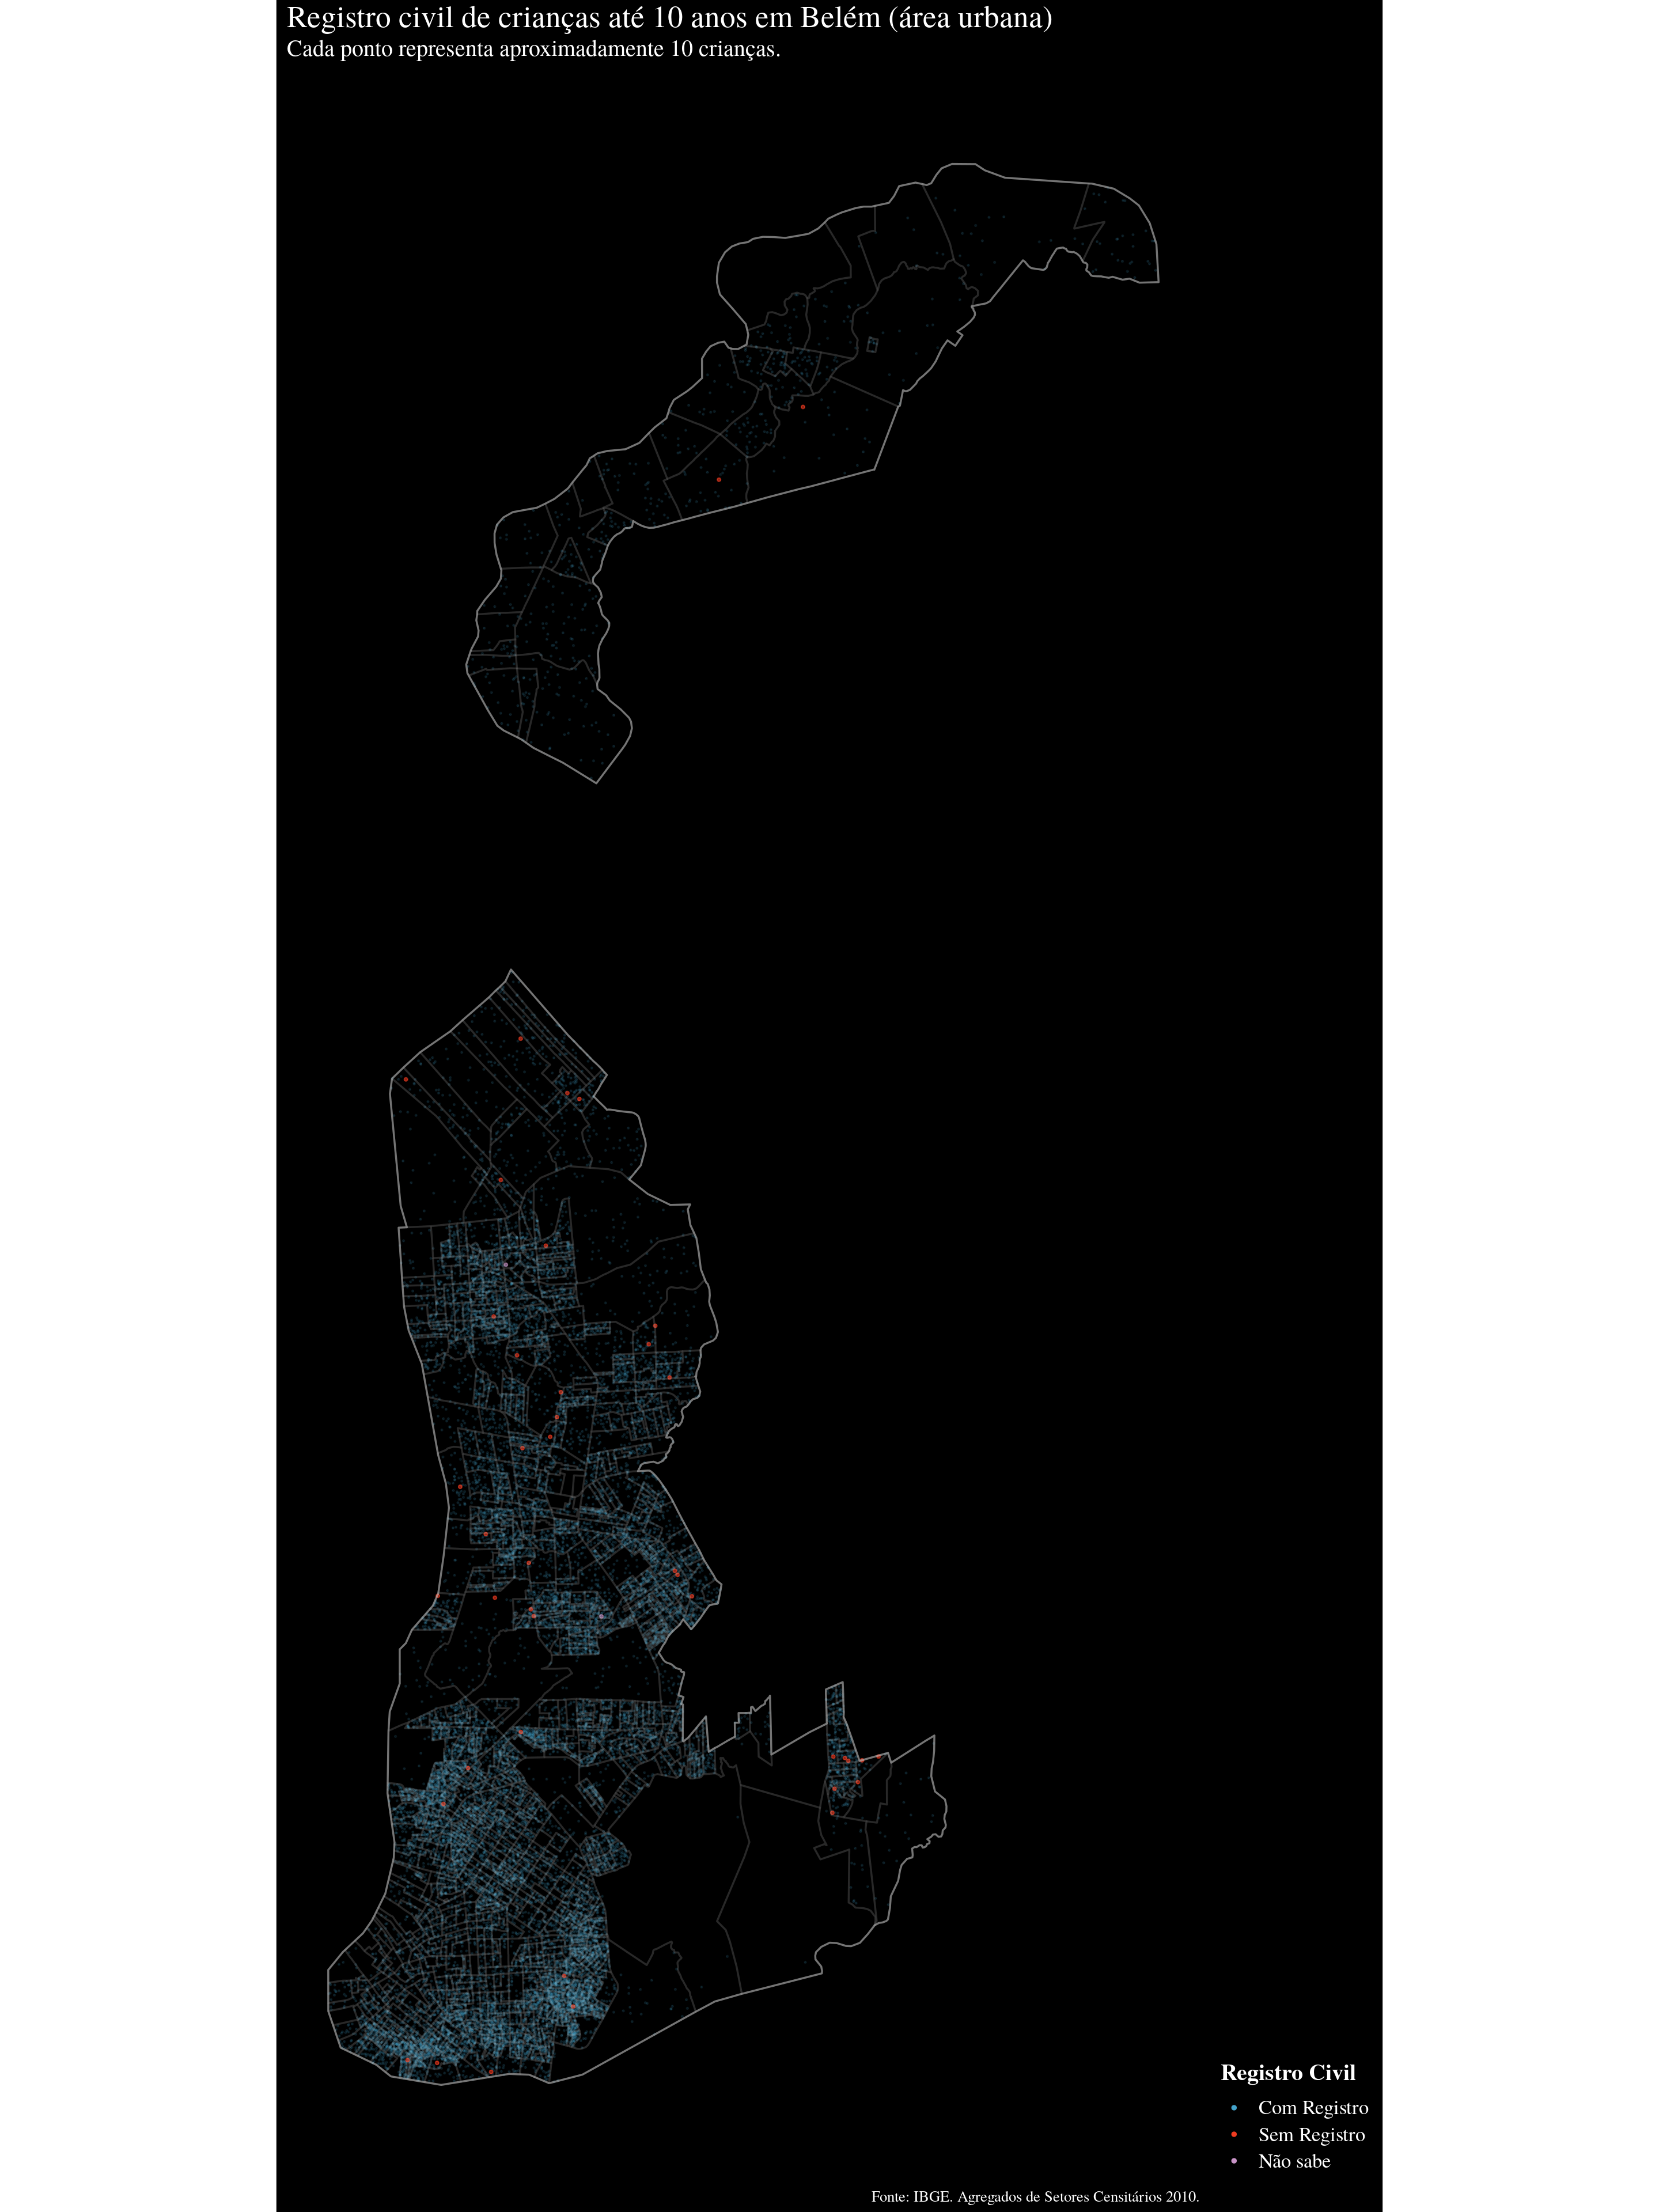 Registro civil de crianças até 10 anos em Belém (área urbana)
Cada ponto representa aproximadamente 10 crianças.
Registro Civil
Com Registro
Sem Registro
Não sabe
Fonte: IBGE. Agregados de Setores Censitários 2010.